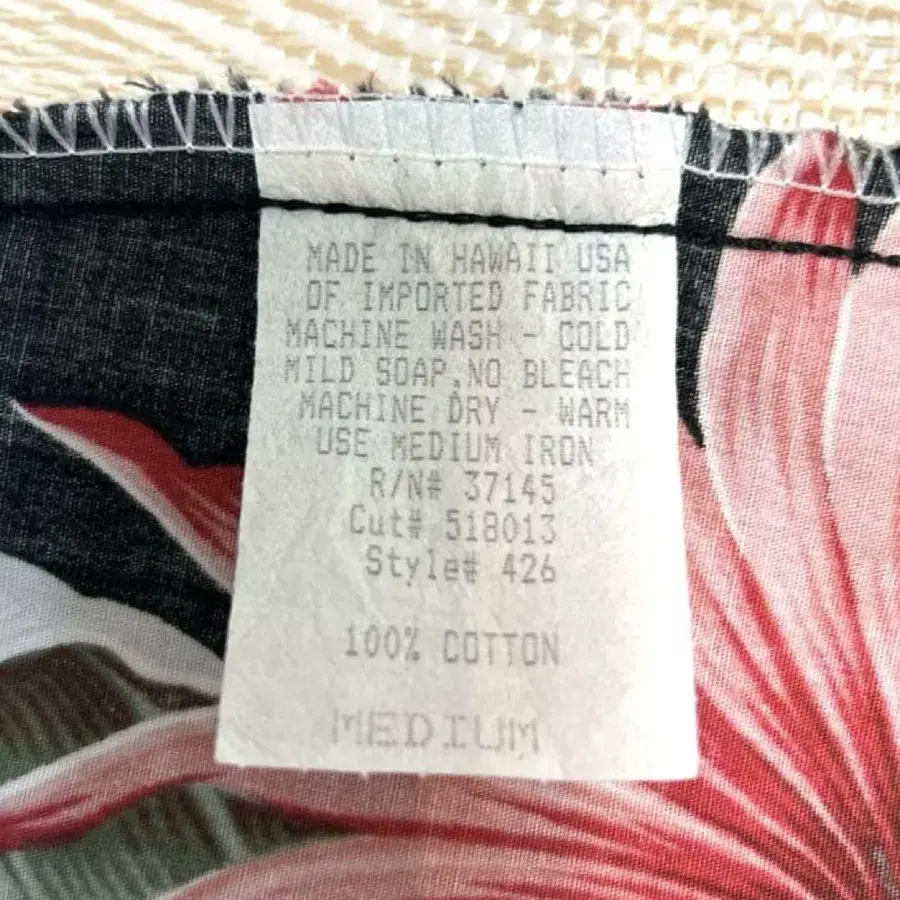 MADE IN HAWAII USA
OF IMPORTED FABRIC
MACHINE WASH - COLD
MILD SOAP.NO BLEACH
MACHINE DRY - WARM
USE MEDIUM IRON
R/N# 37145
Cut# 518013
Style# 426
100% COTTON
MEDIUM